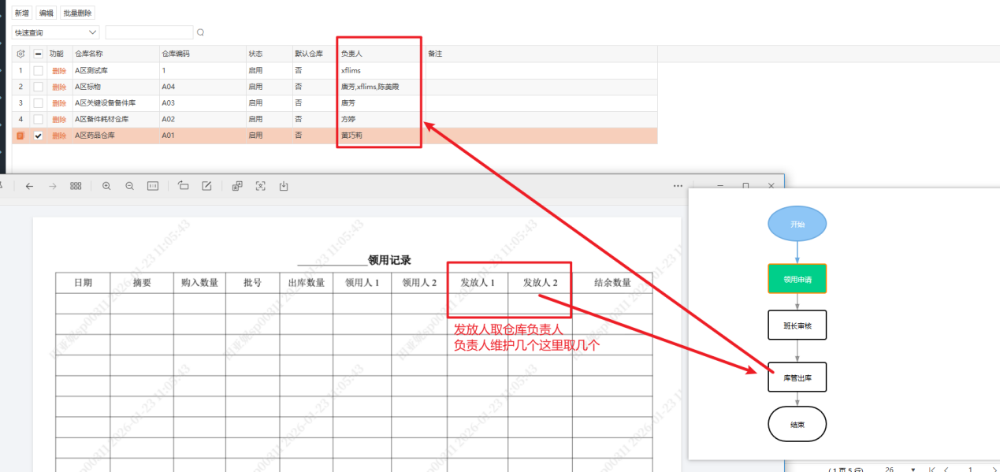 新增 编辑 批量删除
快速查询
功能 仓库名称 仓库编码 状态 默认仓库 负责人 备注
1 删除 A区测试库 1 启用 否 xflims
2 删除 A区标物 A04 启用 否 唐芳,xflims,陈美霞
3 删除 A区关键设备备件库 A03 启用 否 唐芳
4 删除 A区备件耗材仓库 A02 启用 否 方婷
删除 A区药品仓库 A01 启用 否 黄巧莉
开始
领用申请
班长审核
库管出库
结束
领用记录
日期 摘要 购入数量 批号 出库数量 领用人 1 领用人 2 发放人 1 发放人 2 结余数量
发放人取仓库负责人
负责人维护几个这里取几个
2026-01-23 11:05:43
(1页5行) 26 1